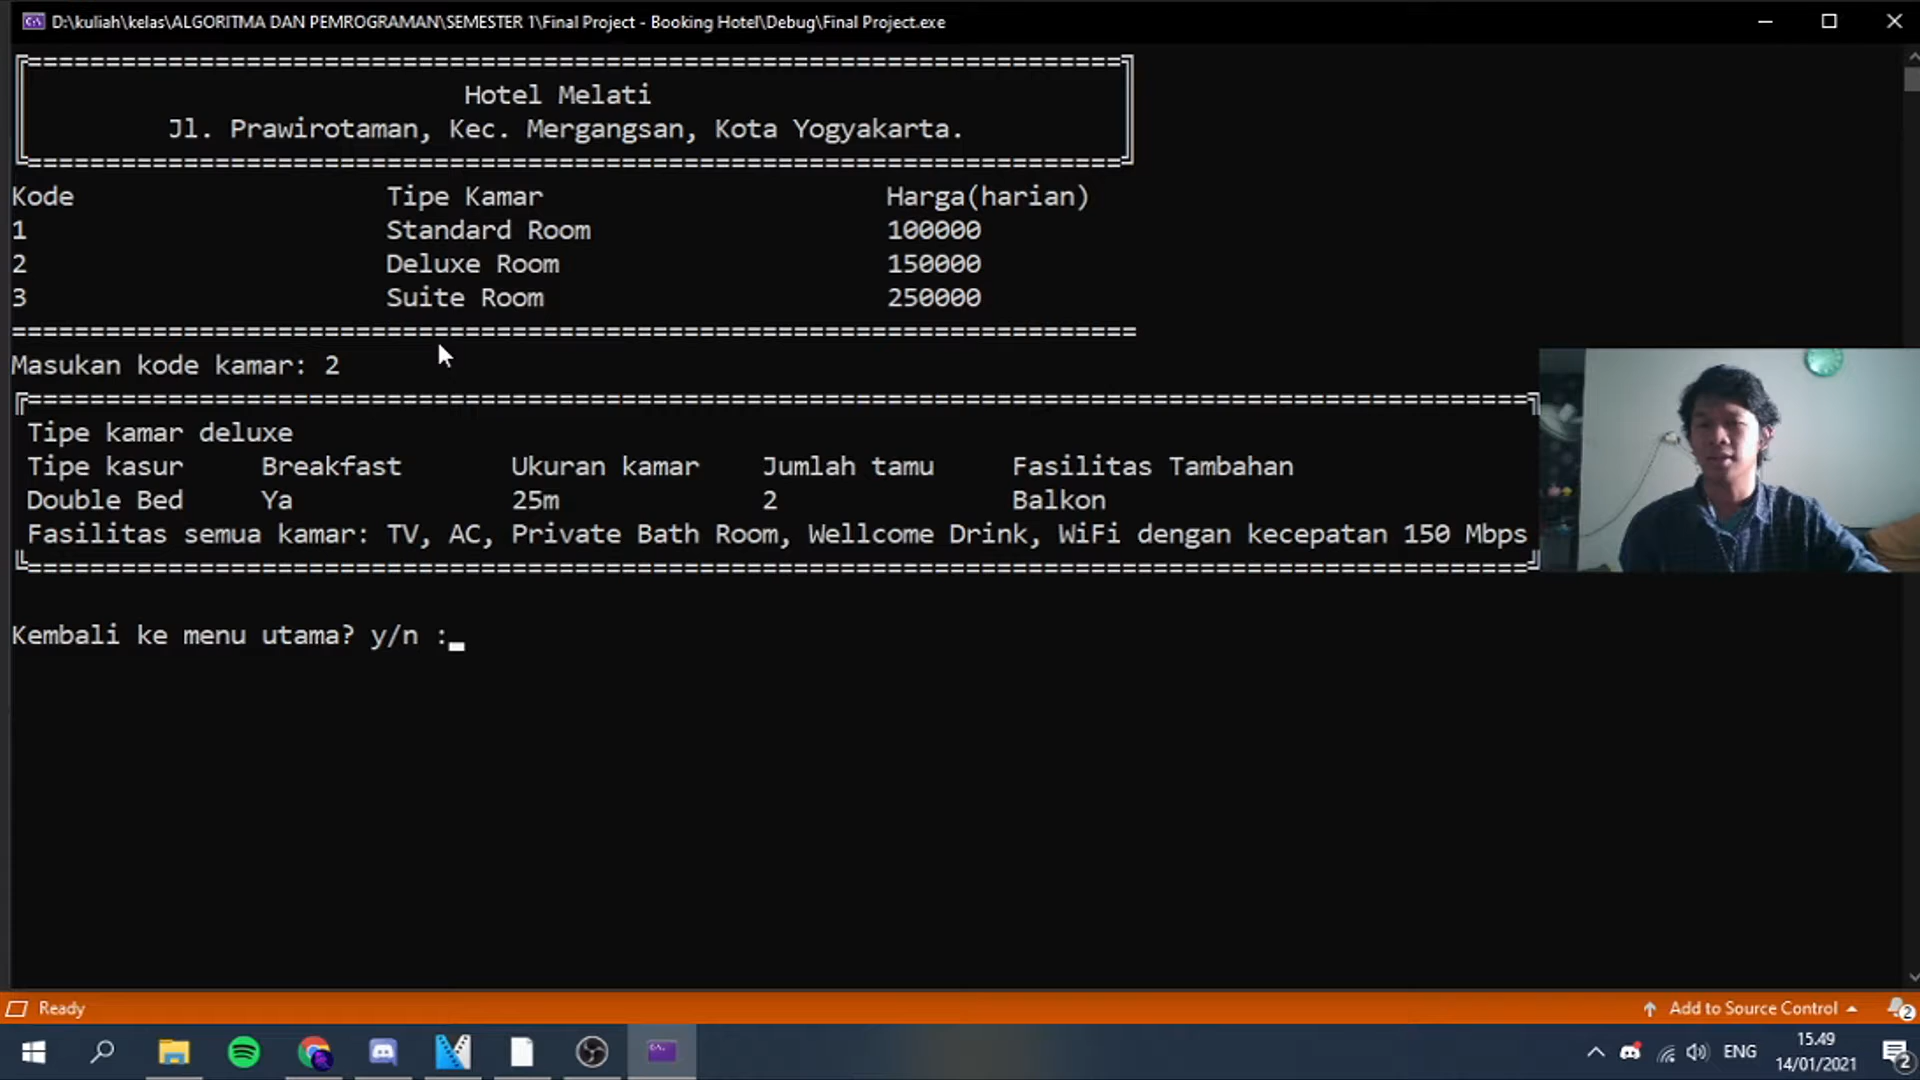 D:\kuliah\kelas\ALGORITMA DAN PEMROGRAMAN\SEMESTER 1\Final Project - Booking Hotel\Debug\Final Project.exe
Hotel Melati
Jl. Prawirotaman, Kec. Mergangsan, Kota Yogyakarta.
Kode Tipe Kamar Harga(harian)
1 Standard Room 100000
2 Deluxe Room 150000
3 Suite Room 250000
Masukan kode kamar: 2
Tipe kamar deluxe
Tipe kasur Breakfast Ukuran kamar Jumlah tamu Fasilitas Tambahan
Double Bed Ya 25m 2 Balkon
Fasilitas semua kamar: TV, AC, Private Bath Room, Wellcome Drink, WiFi dengan kecepatan 150 Mbps
Kembali ke menu utama? y/n :
Ready Add to Source Control 2
ENG 15.49 2
14/01/2021